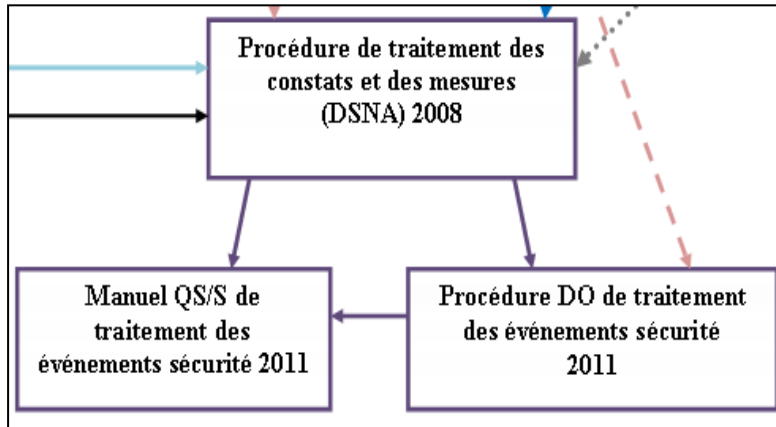 Procédure de traitement des
constats et des mesures
(DSNA) 2008
Manuel QS/S de
traitement des
événements sécurité 2011
Procédure DO de traitement
des événements sécurité
2011